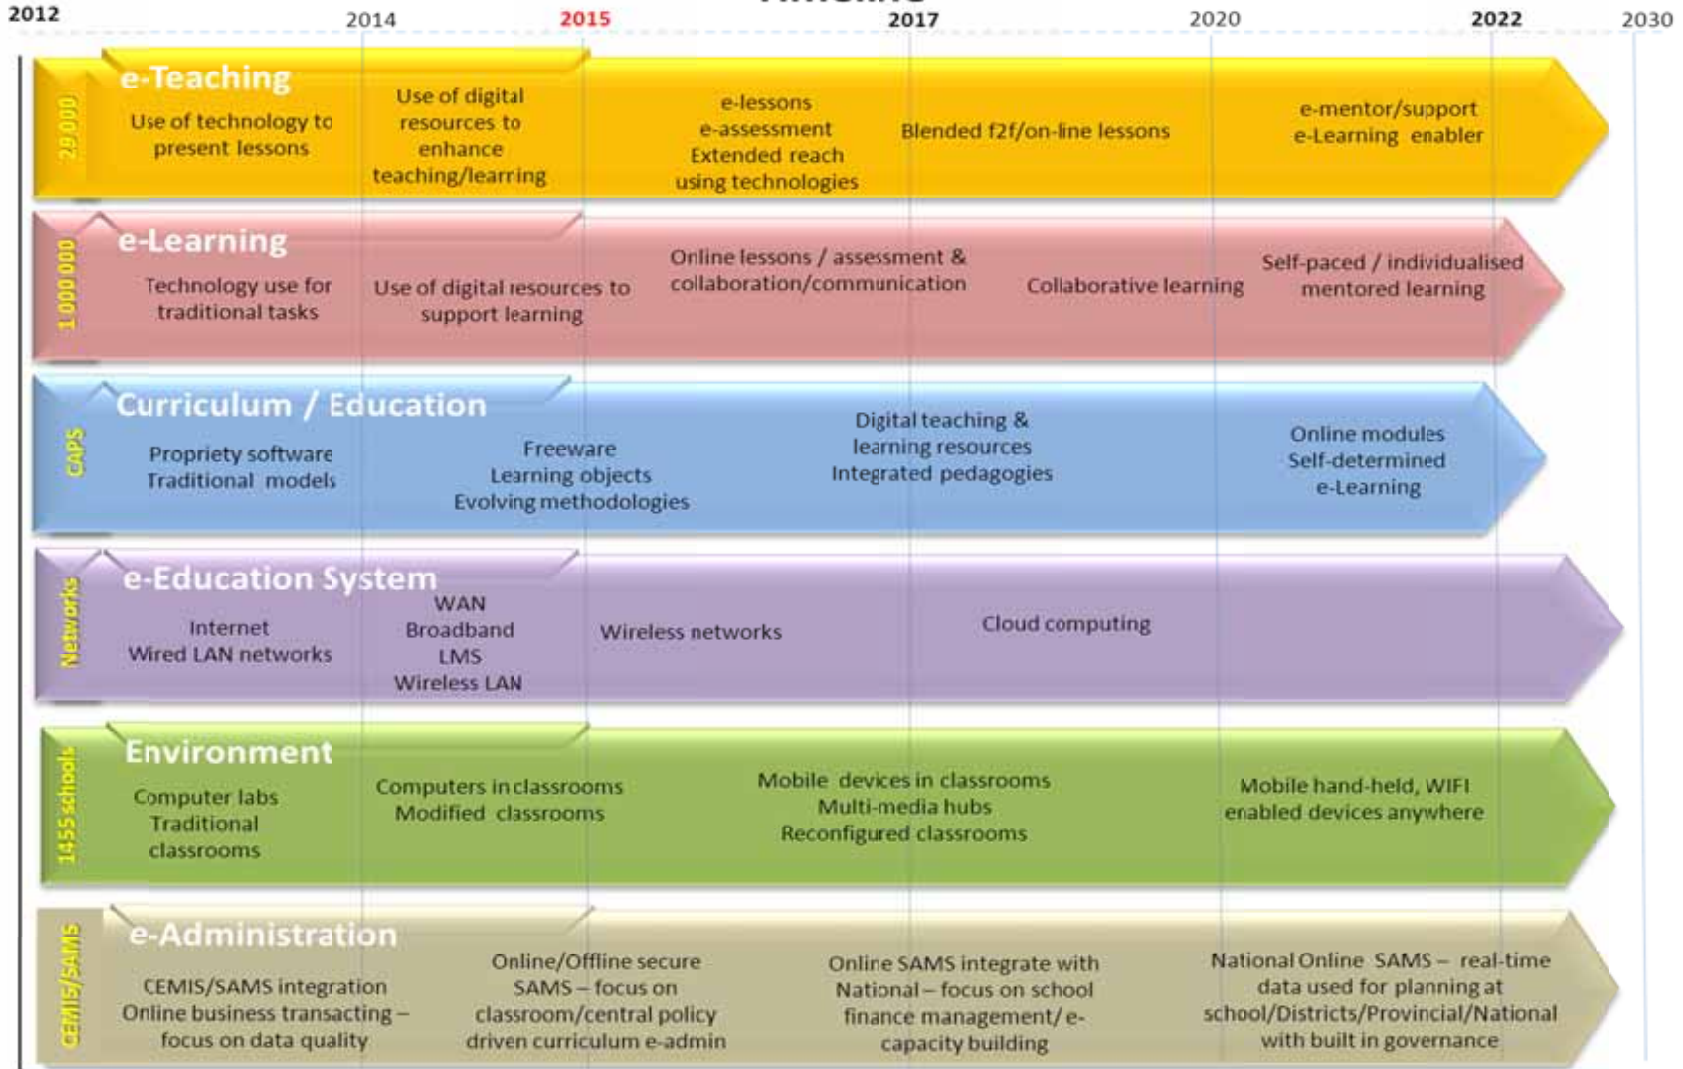 2012 2014 2015 2017 2020 2022 2030
e-Teaching
29 000
Use of technology to
present lessons
Use of digital
resources to
enhance
teaching/learring
e-lessons
e-assessment
Extended reach
using technologies
Blended f2f/on-line lessons
e-mentor/support
e-Learning enabler
e-Learning
1 000 000
Technology use for
traditional tasks
Use of digital resources to
support learning
Online lessons / assessment &
collaboration/communication
Collaborative learning
Self-paced / individualised
mentored learning
Curriculum / Education
CAPS
Propriety software
Traditional models
Freeware
Learning objects
Evolving methodologies
Digital teaching &
learning resources
Integrated pedagogies
Online modules
Self-determined
e-Learning
e-Education System
Networks
Internet
Wired LAN networks
WAN
Broadband
LMS
Wireless LAN
Wireless networks
Cloud computing
Environment
1455 schools
Computer labs
Traditional
classrooms
Computers in classrooms
Modified classrooms
Mobile devices in classrooms
Multi-media hubs
Reconfigured classrooms
Mobile hand-held, WIFI
enabled devices anywhere
e-Administration
CEMIS/SAMS
CEMIS/SAMS integration
Online business transacting –
focus on data quality
Online/Offline secure
SAMS – focus on
classroom/central policy
driven curriculum e-admin
Online SAMS integrate with
National – focus on school
finance management/ e-
capacity building
National Online SAMS – real-time
data used for planning at
school/Districts/Provincial/National
with built in governance